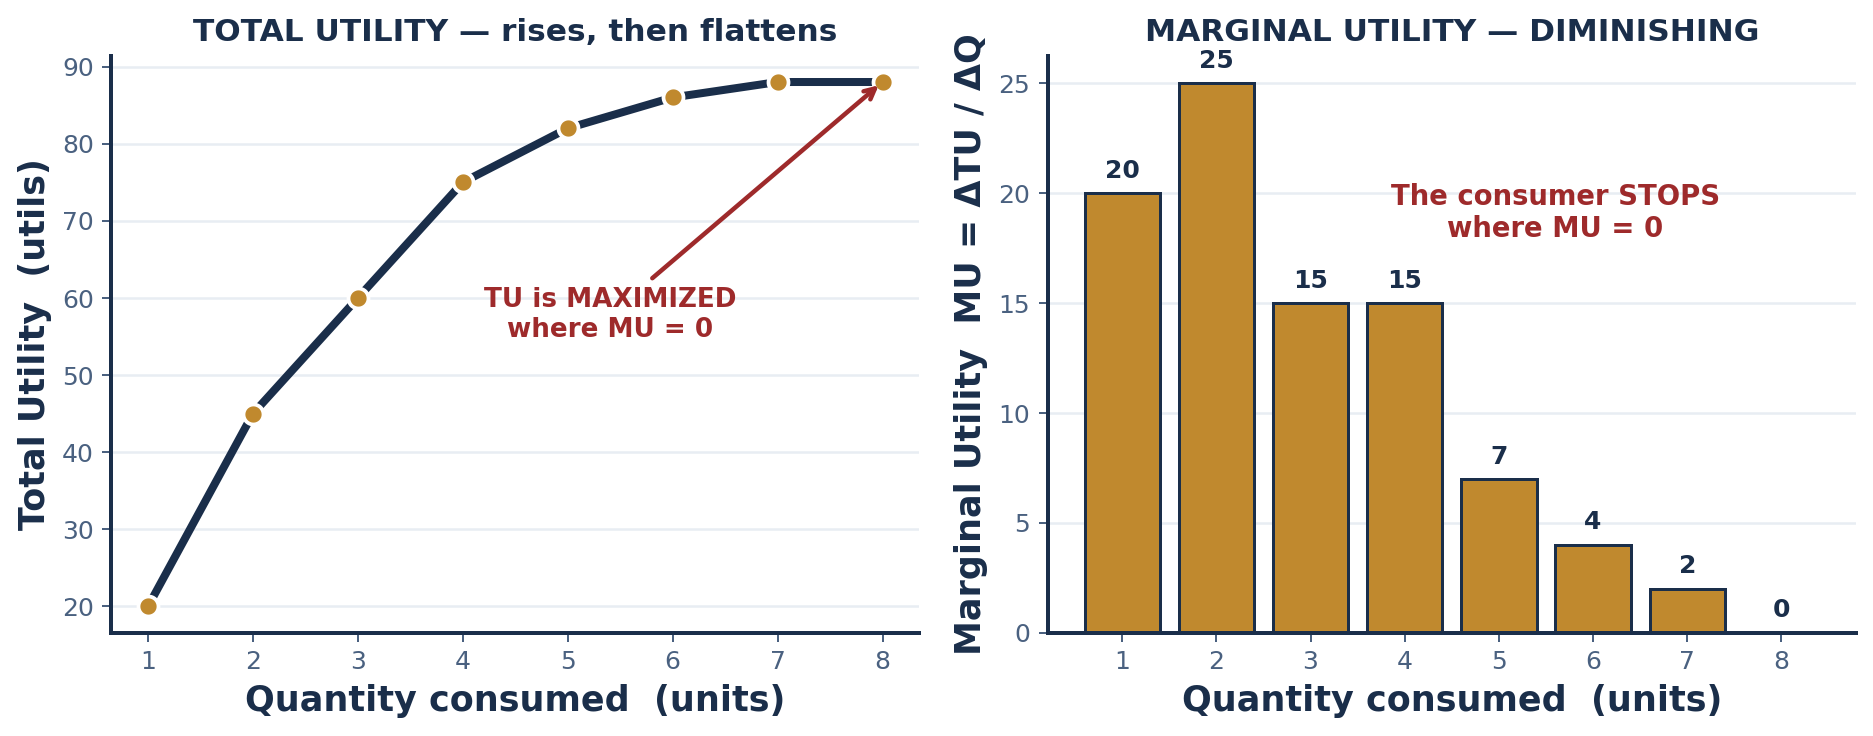 TOTAL UTILITY — rises, then flattens
Total Utility  (utils)
90
80
70
60
50
40
30
20
TU is MAXIMIZED
where MU = 0
1 2 3 4 5 6 7 8
Quantity consumed  (units)
MARGINAL UTILITY — DIMINISHING
Marginal Utility  MU = ΔTU / ΔQ
25
20
15
10
5
0
20
25
15
15
7
4
2
0
The consumer STOPS
where MU = 0
1 2 3 4 5 6 7 8
Quantity consumed  (units)